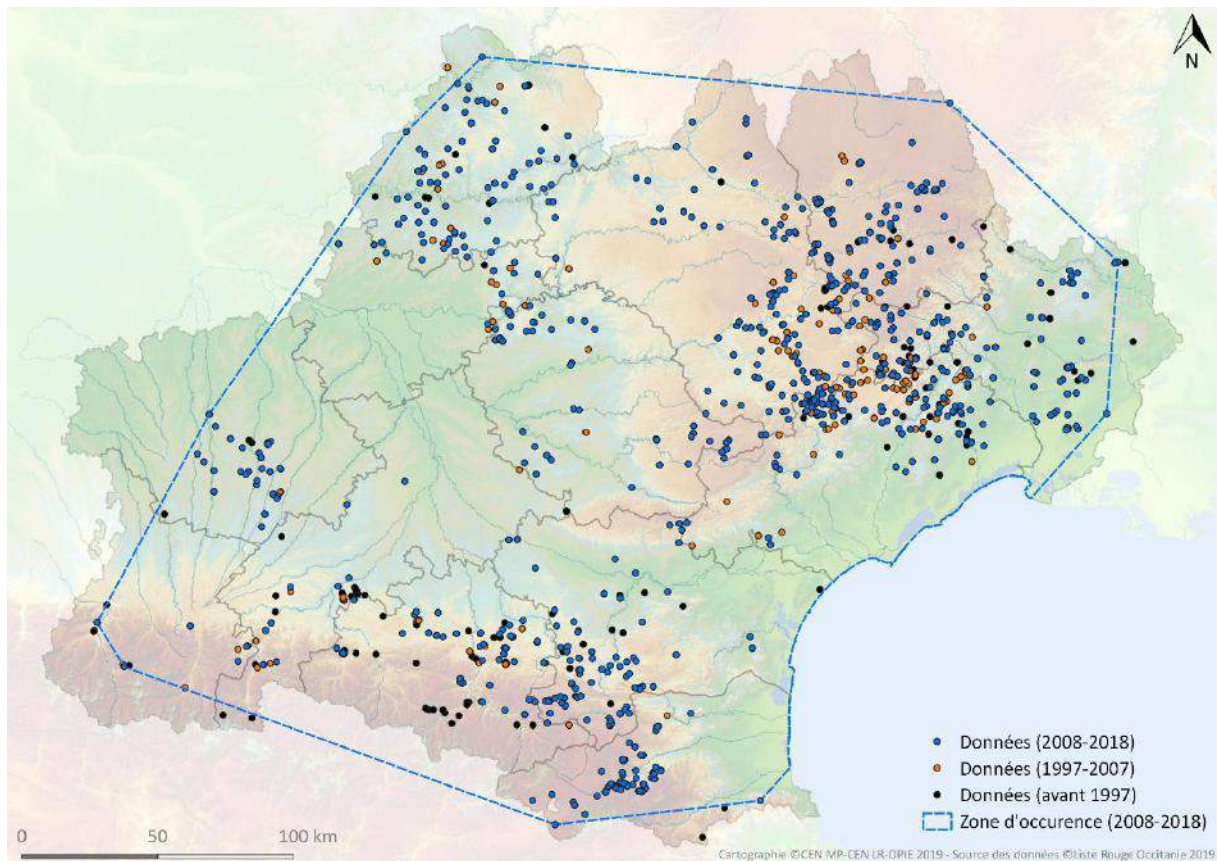 N
Données (2008-2018)
Données (1997-2007)
Données (avant 1997)
Zone d'occurence (2008-2018)
0 50 100 km
Cartographie ©CEN MP-CEN LR-OPIE 2019 - Source des données ©Liste Rouge Occitanie 2019